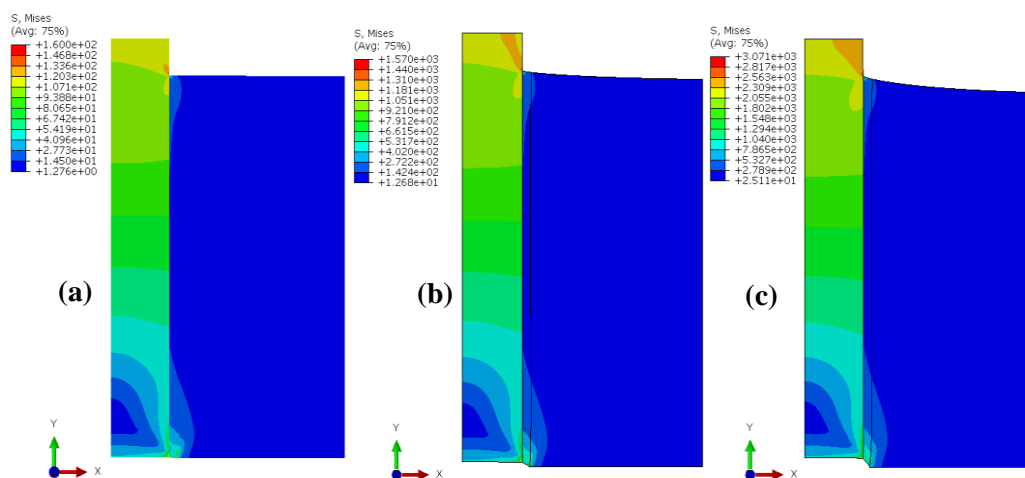 S, Mises
(Avg: 75%)
+1.600e+02
+1.468e+02
+1.336e+02
+1.203e+02
+1.071e+02
+9.388e+01
+8.065e+01
+6.742e+01
+5.419e+01
+4.096e+01
+2.773e+01
+1.450e+01
+1.276e+00
(a)
Y
X
S, Mises
(Avg: 75%)
+1.570e+03
+1.440e+03
+1.310e+03
+1.181e+03
+1.051e+03
+9.210e+02
+7.912e+02
+6.615e+02
+5.317e+02
+4.020e+02
+2.722e+02
+1.424e+02
+1.268e+01
(b)
Y
X
S, Mises
(Avg: 75%)
+3.071e+03
+2.817e+03
+2.563e+03
+2.309e+03
+2.055e+03
+1.802e+03
+1.548e+03
+1.294e+03
+1.040e+03
+7.865e+02
+5.327e+02
+2.789e+02
+2.511e+01
(c)
Y
X